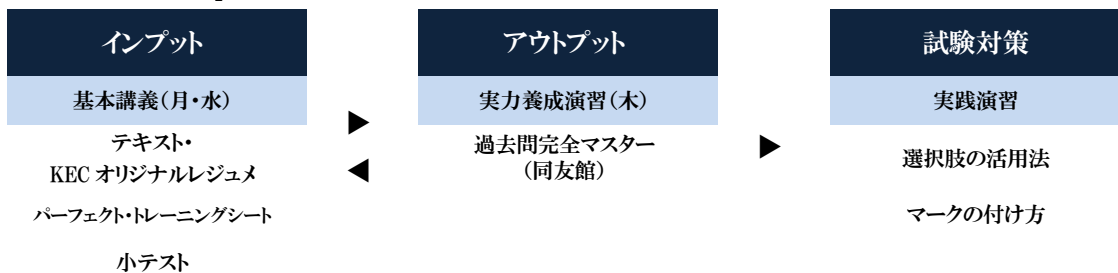 インプット
基本講義(月・水)
テキスト・
KEC オリジナルレジュメ
パーフェクト・トレーニングシート
小テスト
アウトプット
実力養成演習(木)
過去問完全マスター
(同友館)
試験対策
実践演習
選択肢の活用法
マークの付け方